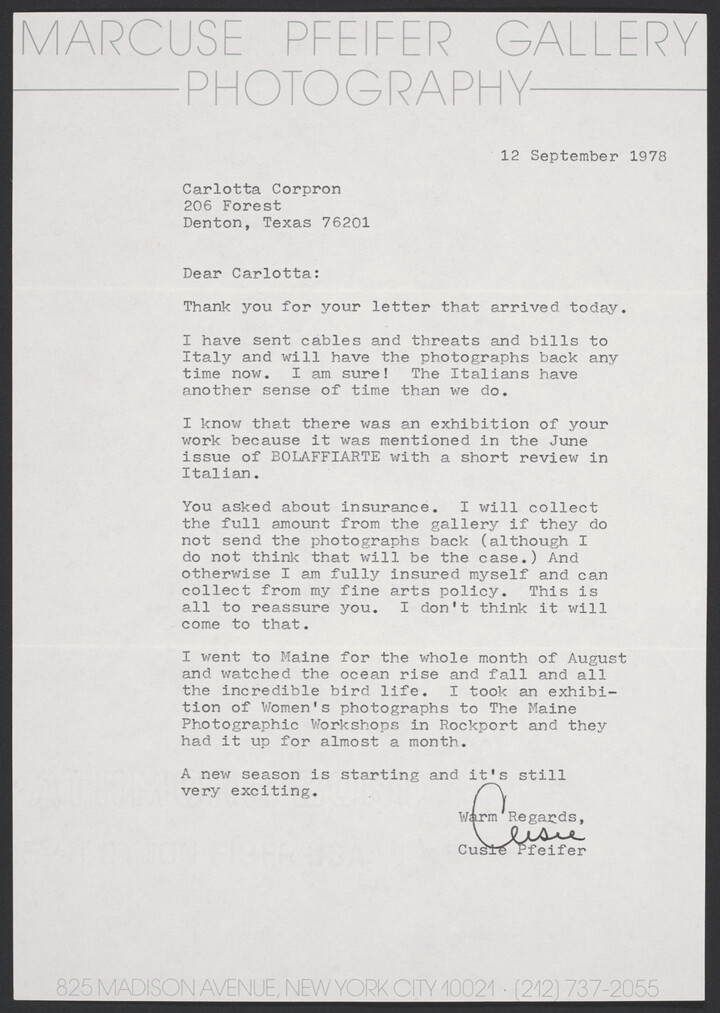 MARCUSE PFEIFER GALLERY
PHOTOGRAPHY
12 September 1978
Carlotta Corpron
206 Forest
Denton, Texas 76201
Dear Carlotta:
Thank you for your letter that arrived today.
I have sent cables and threats and bills to
Italy and will have the photographs back any
time now. I am sure! The Italians have
another sense of time than we do.
I know that there was an exhibition of your
work because it was mentioned in the June
issue of BOLAFFIARTE with a short review in
Italian.
You asked about insurance. I will collect
the full amount from the gallery if they do
not send the photographs back (although I
do not think that will be the case.) And
otherwise I am fully insured myself and can
collect from my fine arts policy. This is
all to reassure you. I don't think it will
come to that.
I went to Maine for the whole month of August
and watched the ocean rise and fall and all
the incredible bird life. I took an exhibi-
tion of Women's photographs to The Maine
Photographic Workshops in Rockport and they
had it up for almost a month.
A new season is starting and it's still
very exciting.
Warm Regards,
Cusie
Cusie Pfeifer
825 MADISON AVENUE, NEW YORK CITY 10021 · (212) 737-2055